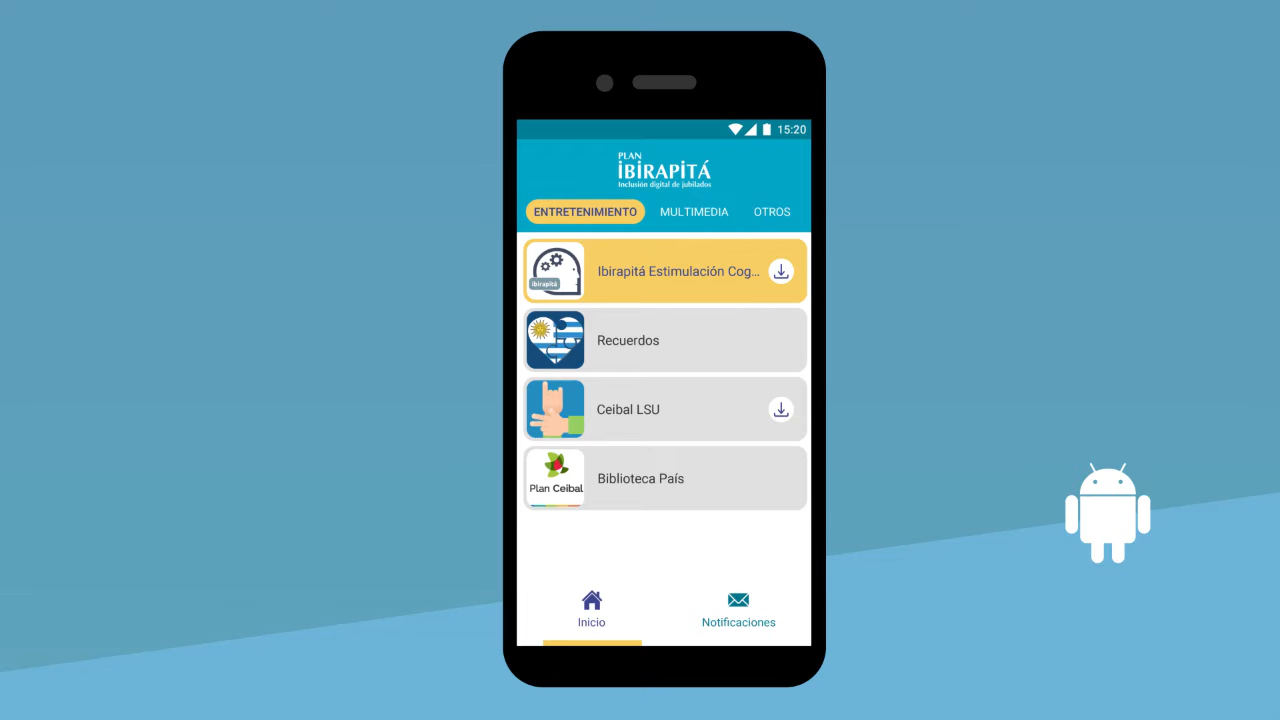 15:20
PLAN
iBiRAPiTÁ
Inclusión digital de jubilados
ENTRETENIMIENTO MULTIMEDIA OTROS
ibirapitá
Ibirapitá Estimulación Cog...
Recuerdos
Ceibal LSU
Plan Ceibal
Biblioteca País
Inicio Notificaciones